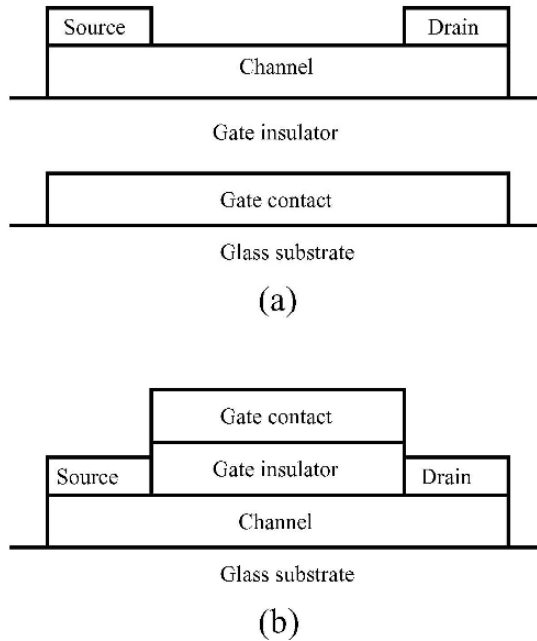 Source Drain
Channel
Gate insulator
Gate contact
Glass substrate
(a)
Gate contact
Source Gate insulator Drain
Channel
Glass substrate
(b)